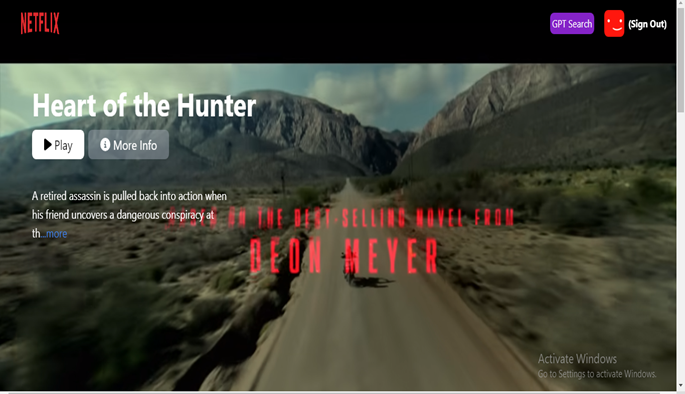 NETFLIX
GPT Search
(Sign Out)
Heart of the Hunter
Play
More Info
A retired assassin is pulled back into action when
his friend uncovers a dangerous conspiracy at
th...more
BASED ON THE BEST-SELLING NOVEL FROM
DEON MEYER
Activate Windows
Go to Settings to activate Windows.